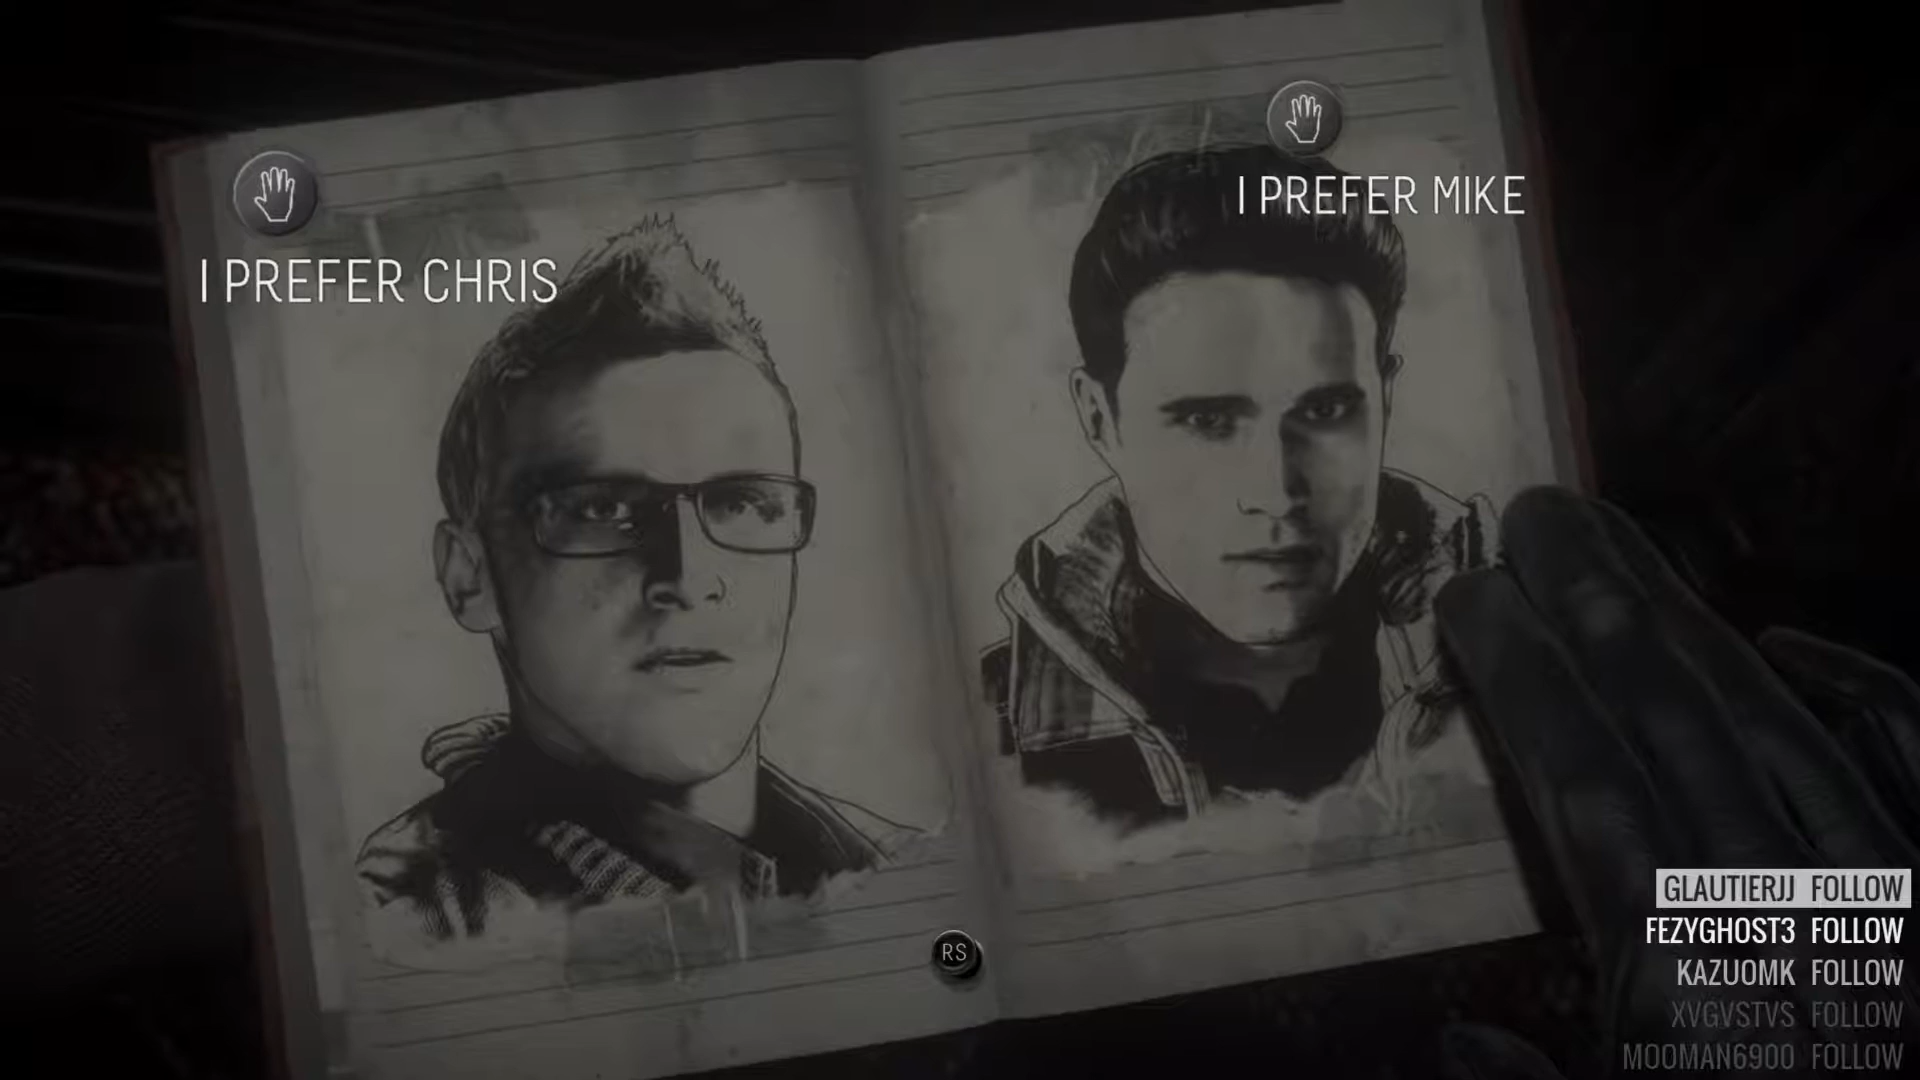 I PREFER CHRIS
I PREFER MIKE
RS
GLAUTIERJJ FOLLOW
FEZYGHOST3 FOLLOW
KAZUOMK FOLLOW
XVGVSTVS FOLLOW
MOOMAN6900 FOLLOW